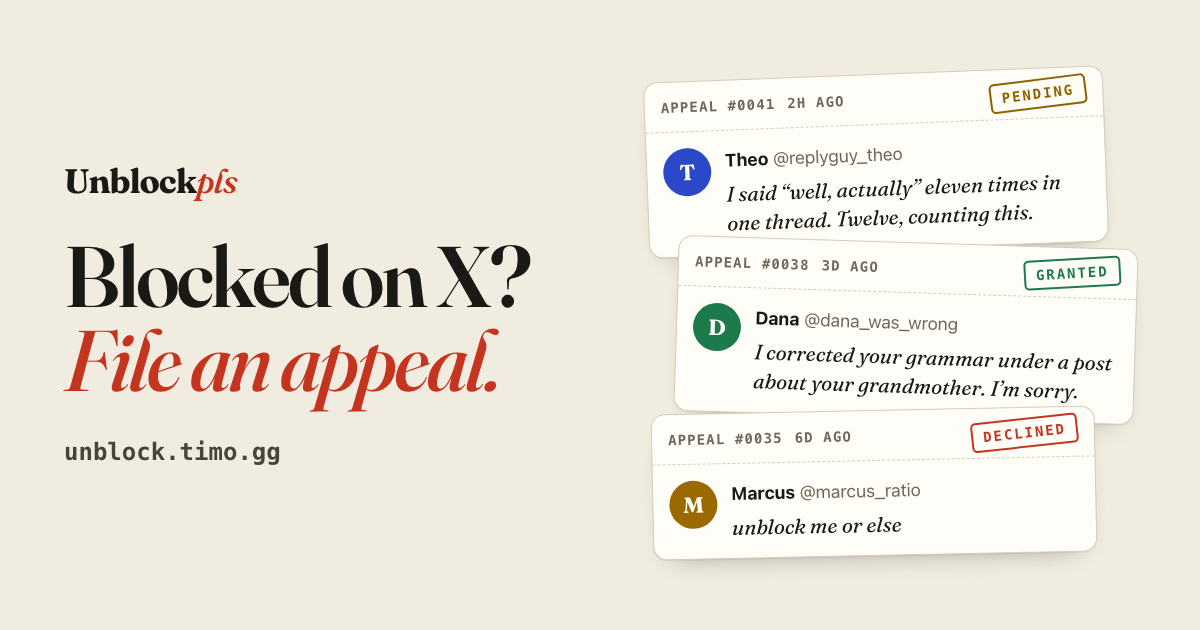 Unblockpls
Blocked on X?
File an appeal.
unblock.timo.gg
APPEAL #0041 2H AGO
PENDING
T
Theo @replyguy_theo
I said “well, actually” eleven times in
one thread. Twelve, counting this.
APPEAL #0038 3D AGO
GRANTED
D
Dana @dana_was_wrong
I corrected your grammar under a post
about your grandmother. I’m sorry.
APPEAL #0035 6D AGO
DECLINED
M
Marcus @marcus_ratio
unblock me or else